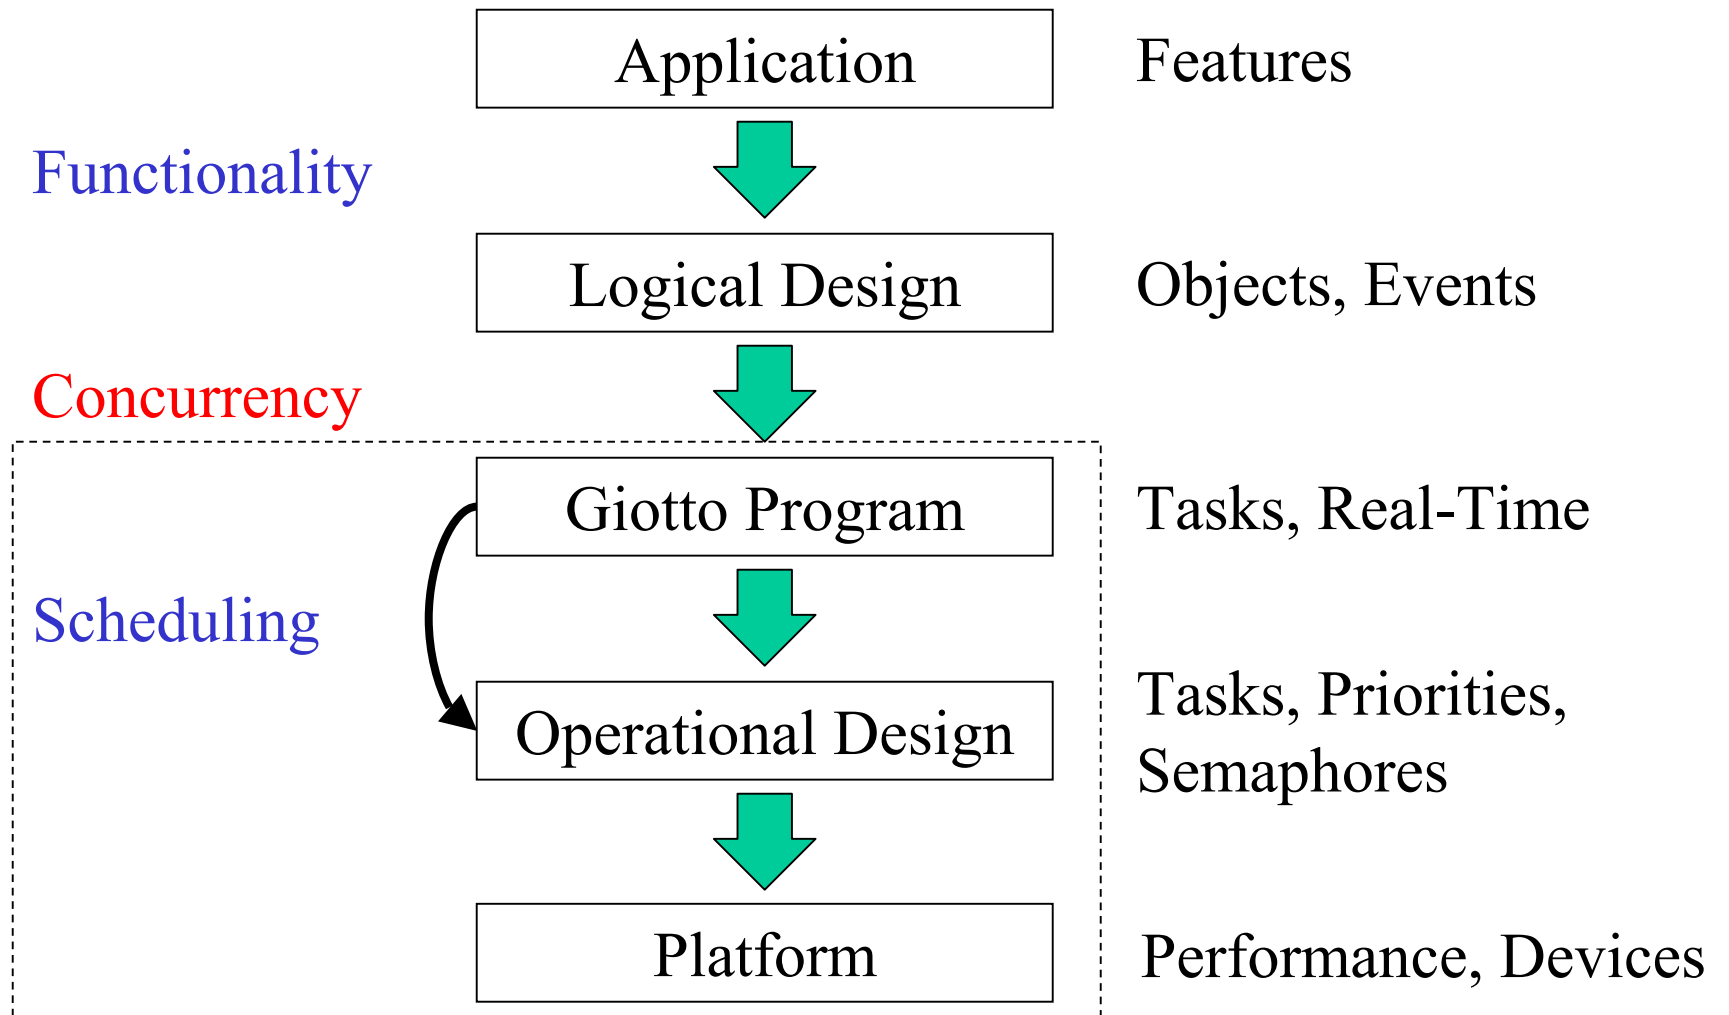 Application
Features
Functionality
Logical Design
Objects, Events
Concurrency
Giotto Program
Tasks, Real-Time
Scheduling
Operational Design
Tasks, Priorities,
Semaphores
Platform
Performance, Devices